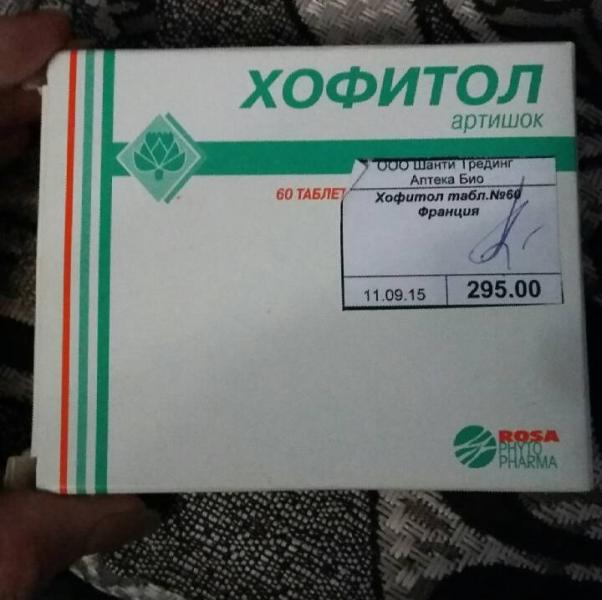 ХОФИТОЛ
артишок
60 ТАБЛЕТ
ООО Шанти Трединг
Аптека Био
Хофитол табл.№60
Франция
11.09.15
295.00
ROSA
PHYTO
PHARMA